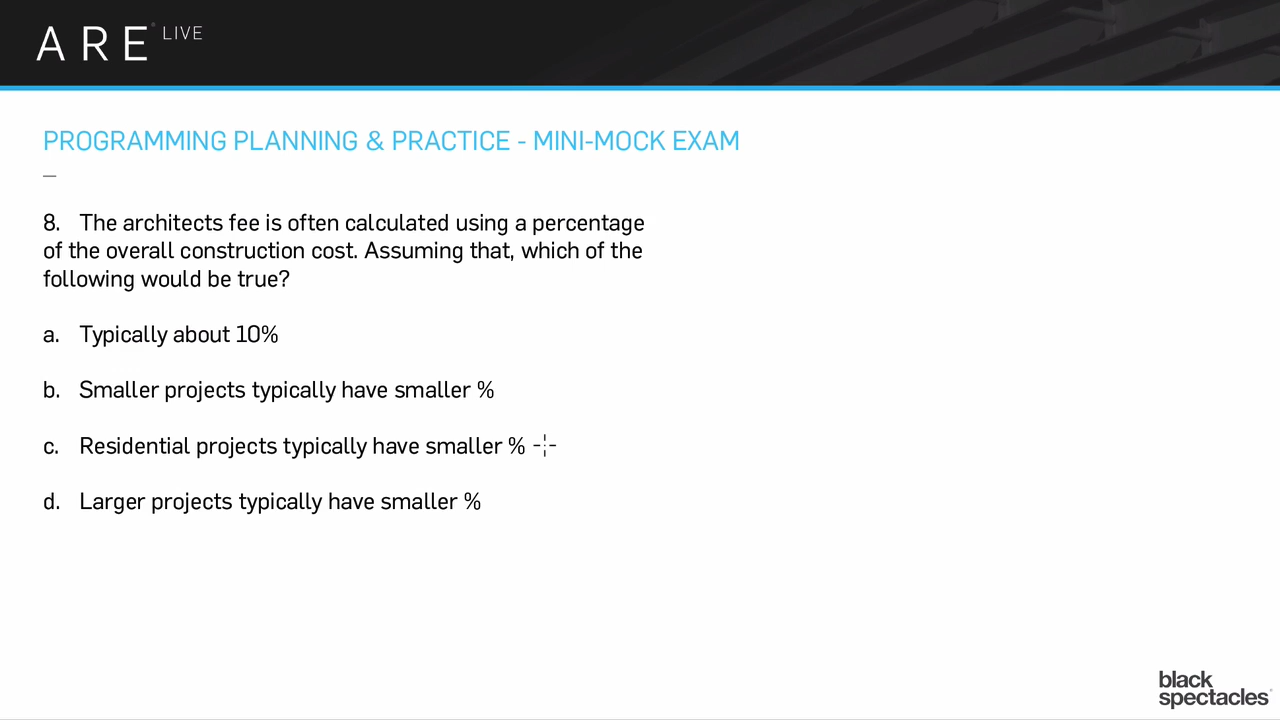 ARE® LIVE
PROGRAMMING PLANNING & PRACTICE - MINI-MOCK EXAM
8. The architects fee is often calculated using a percentage
of the overall construction cost. Assuming that, which of the
following would be true?
a. Typically about 10%
b. Smaller projects typically have smaller %
c. Residential projects typically have smaller %
d. Larger projects typically have smaller %
black
spectacles